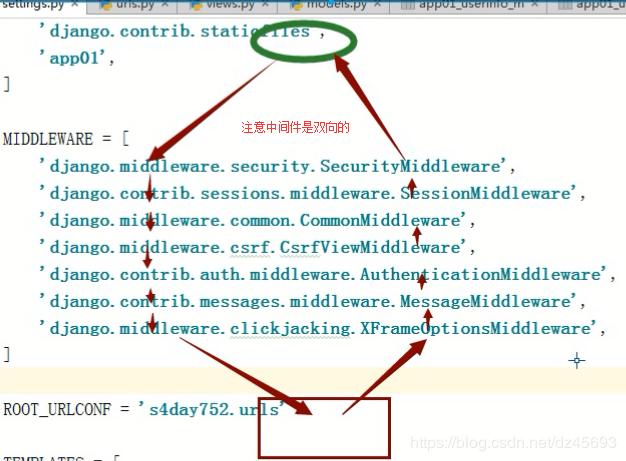 settings.py × urls.py × views.py × models.py × app01_userinfo_m × app01_u
'django.contrib.staticfiles',
'app01',
]
注意中间件是双向的
MIDDLEWARE = [
'django.middleware.security.SecurityMiddleware',
'django.contrib.sessions.middleware.SessionMiddleware',
'django.middleware.common.CommonMiddleware',
'django.middleware.csrf.CsrfViewMiddleware',
'django.contrib.auth.middleware.AuthenticationMiddleware',
'django.contrib.messages.middleware.MessageMiddleware',
'django.middleware.clickjacking.XFrameOptionsMiddleware',
]
ROOT_URLCONF = 's4day752.urls'
https://blog.csdn.net/dz45693
TEMPLATES = [